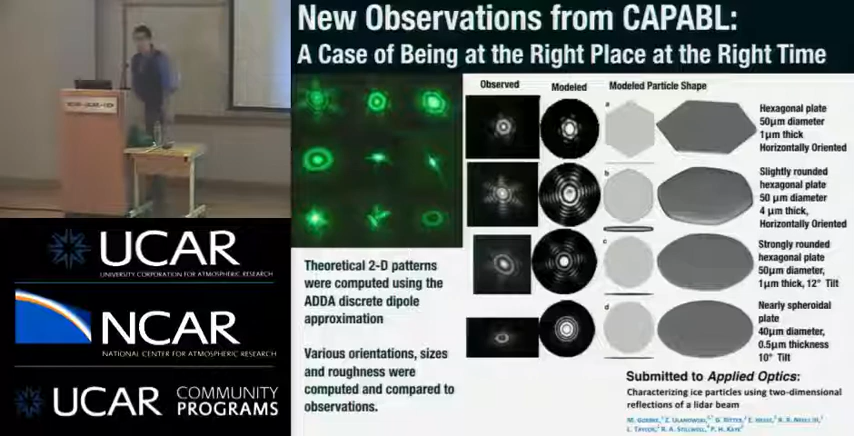 New Observations from CAPABL:
A Case of Being at the Right Place at the Right Time
Observed
Modeled
Modeled Particle Shape
a
Hexagonal plate
50µm diameter
1µm thick
Horizontally Oriented
b
Slightly rounded
hexagonal plate
50 µm diameter
4 µm thick,
Horizontally Oriented
c
Strongly rounded
hexagonal plate
50µm diameter,
1µm thick, 12° Tilt
d
Nearly spheroidal
plate
40µm diameter,
0.5µm thickness
10° Tilt
Theoretical 2-D patterns
were computed using the
ADDA discrete dipole
approximation
Various orientations, sizes
and roughness were
computed and compared to
observations.
Submitted to Applied Optics:
Characterizing ice particles using two-dimensional
reflections of a lidar beam
UCAR
UNIVERSITY CORPORATION FOR ATMOSPHERIC RESEARCH
NCAR
NATIONAL CENTER FOR ATMOSPHERIC RESEARCH
UCAR COMMUNITY
PROGRAMS